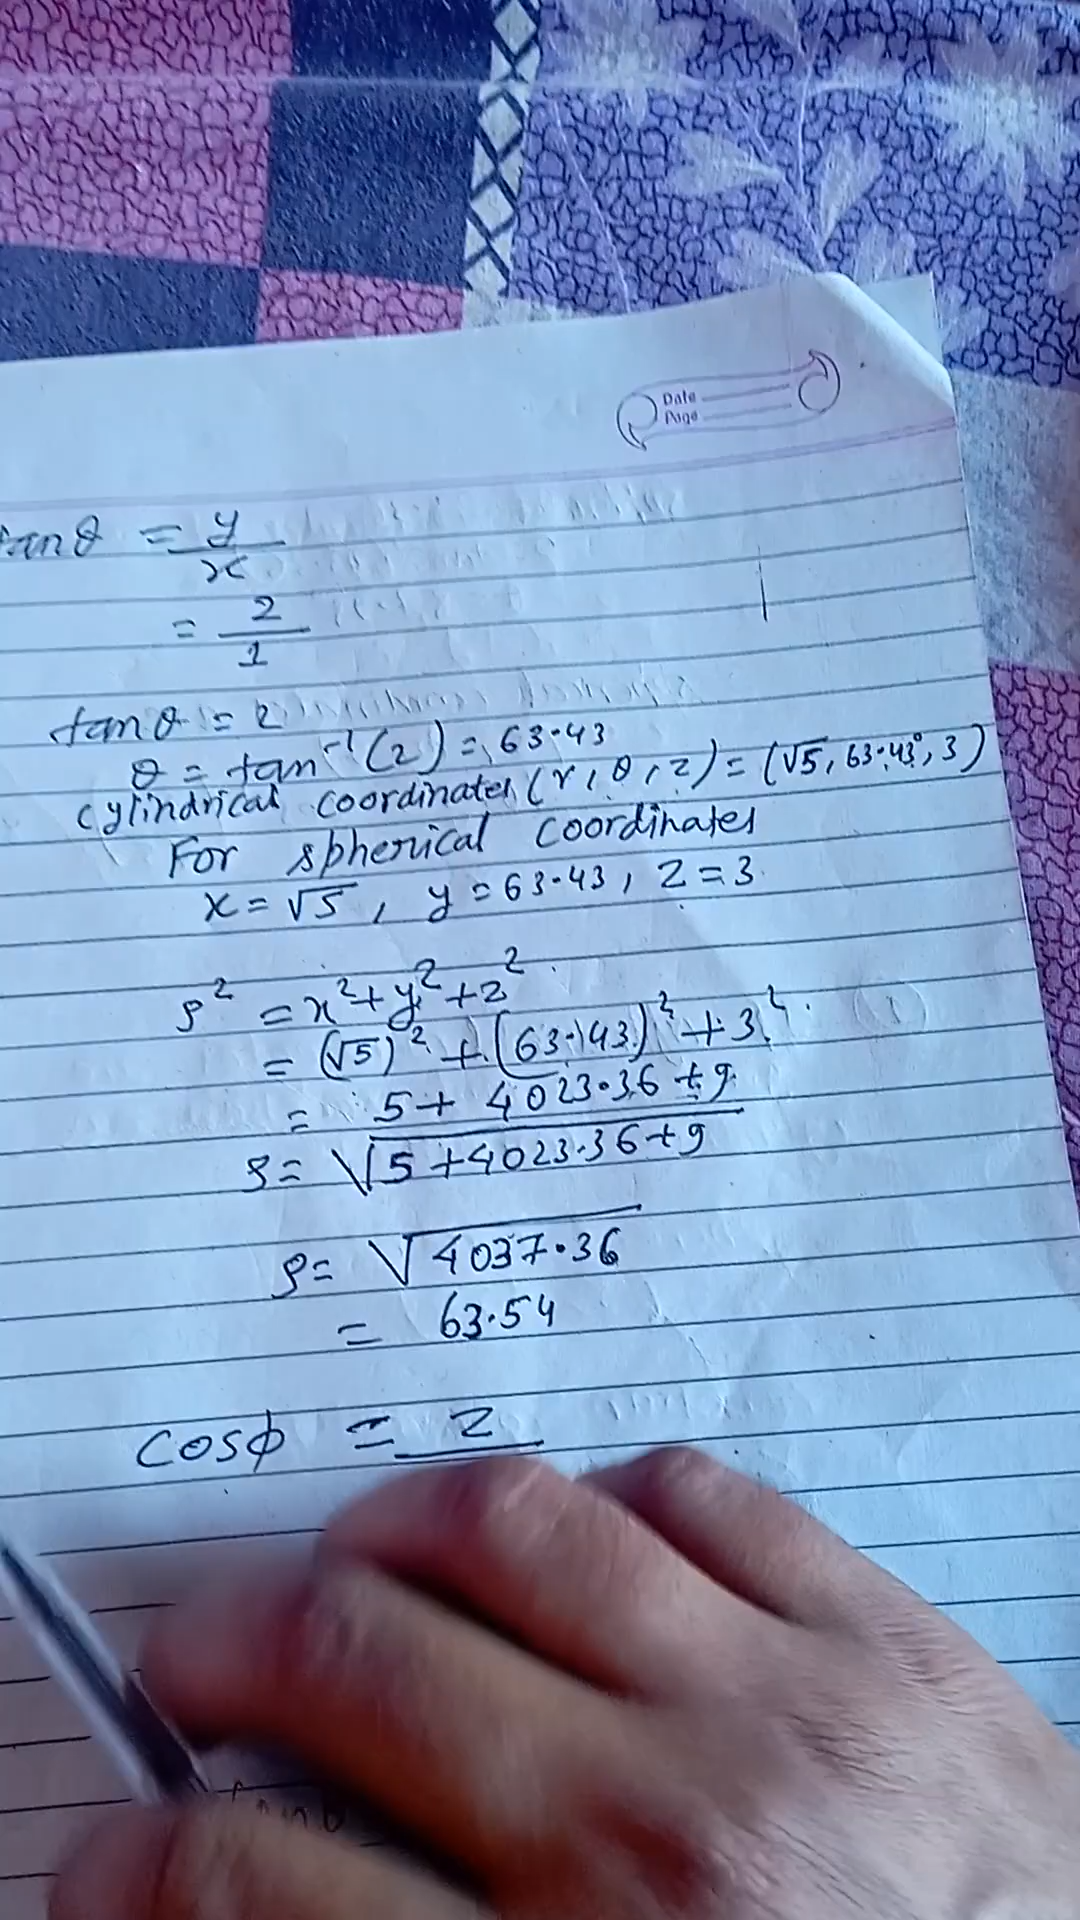 Date
Page
tanθ = y/x
= 2/1
tanθ = 2
θ = tan⁻¹(2) = 63.43
cylindrical coordinates (r, θ, z) = (√5, 63.43°, 3)
For spherical coordinates
x = √5, y = 63.43, z = 3
ρ² = x² + y² + z²
= (√5)² + (63.43)² + 3²
= 5 + 4023.36 + 9
ρ = √5 + 4023.36 + 9
ρ = √4037.36
= 63.54
cosφ = z